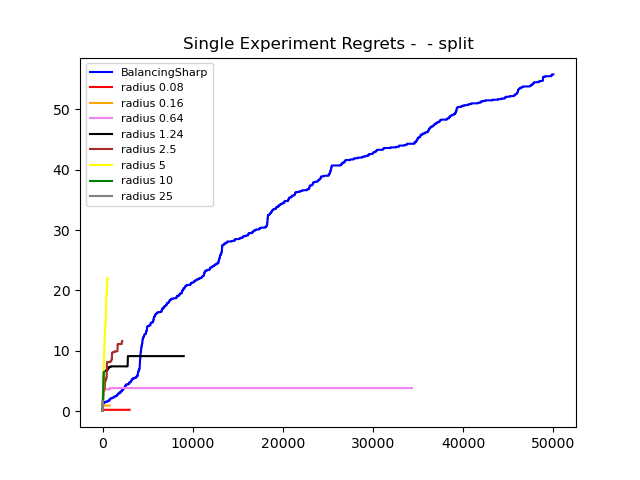 Single Experiment Regrets -  - split
BalancingSharp
radius 0.08
radius 0.16
radius 0.64
radius 1.24
radius 2.5
radius 5
radius 10
radius 25
50
40
30
20
10
0
0 10000 20000 30000 40000 50000